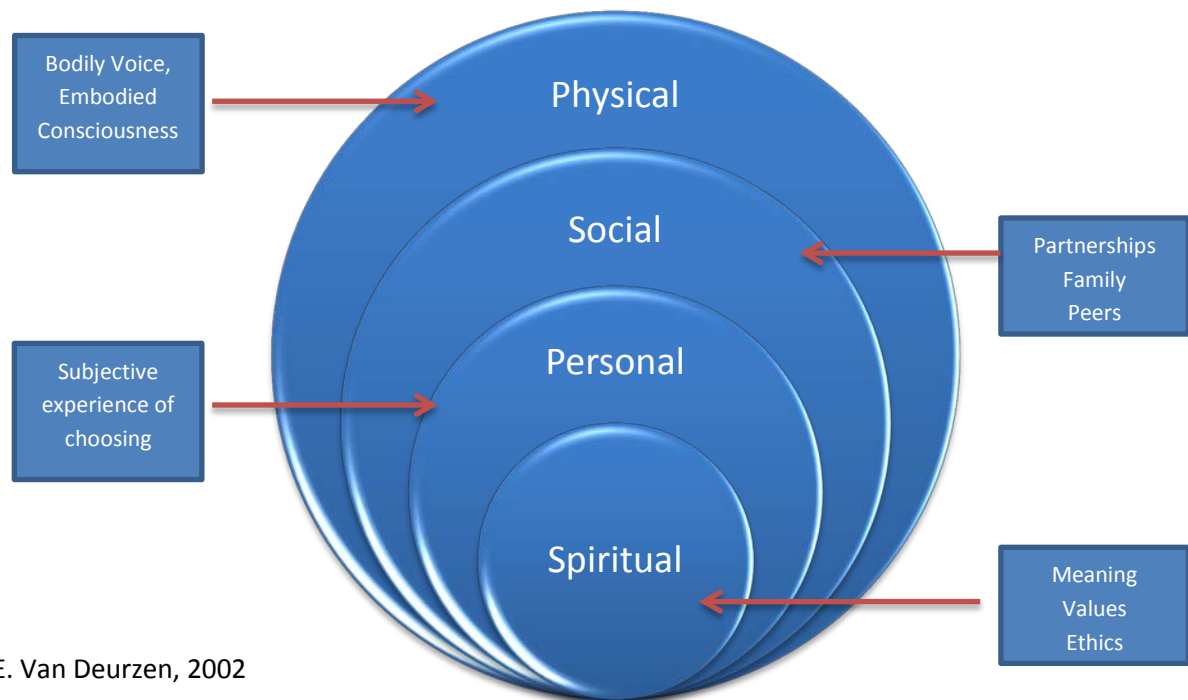 Bodily Voice,
Embodied
Consciousness
Physical
Social
Partnerships
Family
Peers
Personal
Subjective
experience of
choosing
Spiritual
Meaning
Values
Ethics
E. Van Deurzen, 2002